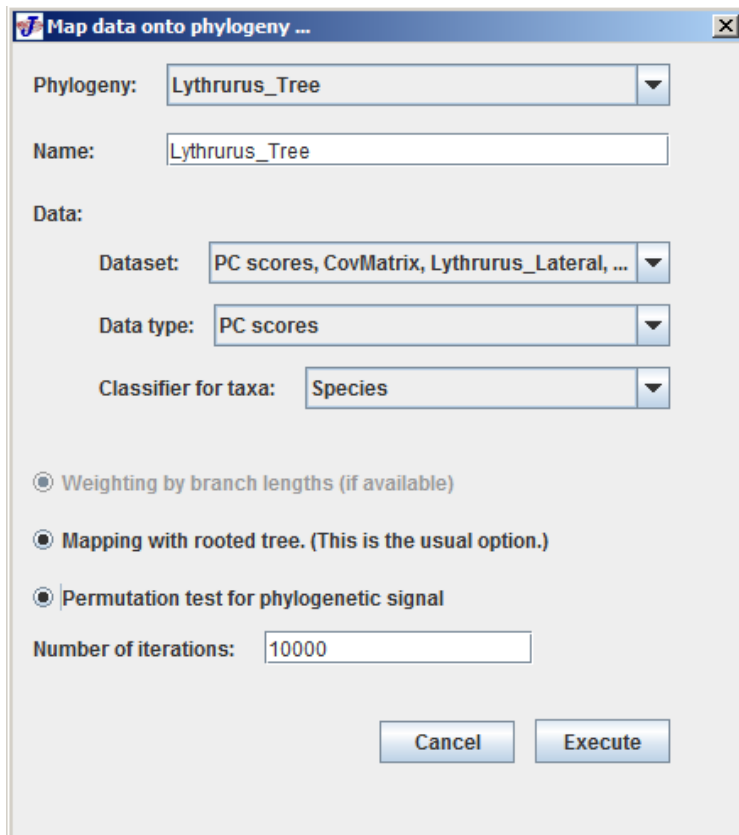 Map data onto phylogeny ...
Phylogeny: Lythrurus_Tree
Name: Lythrurus_Tree
Data:
Dataset: PC scores, CovMatrix, Lythrurus_Lateral, ...
Data type: PC scores
Classifier for taxa: Species
Weighting by branch lengths (if available)
Mapping with rooted tree. (This is the usual option.)
Permutation test for phylogenetic signal
Number of iterations: 10000
Cancel Execute